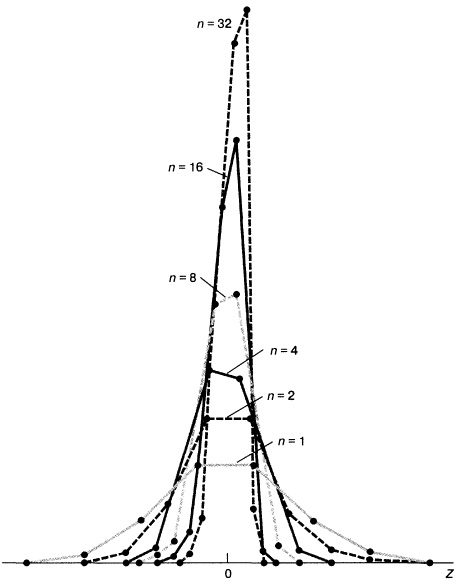 n = 32
n = 16
n = 8
n = 4
n = 2
n = 1
0
Z